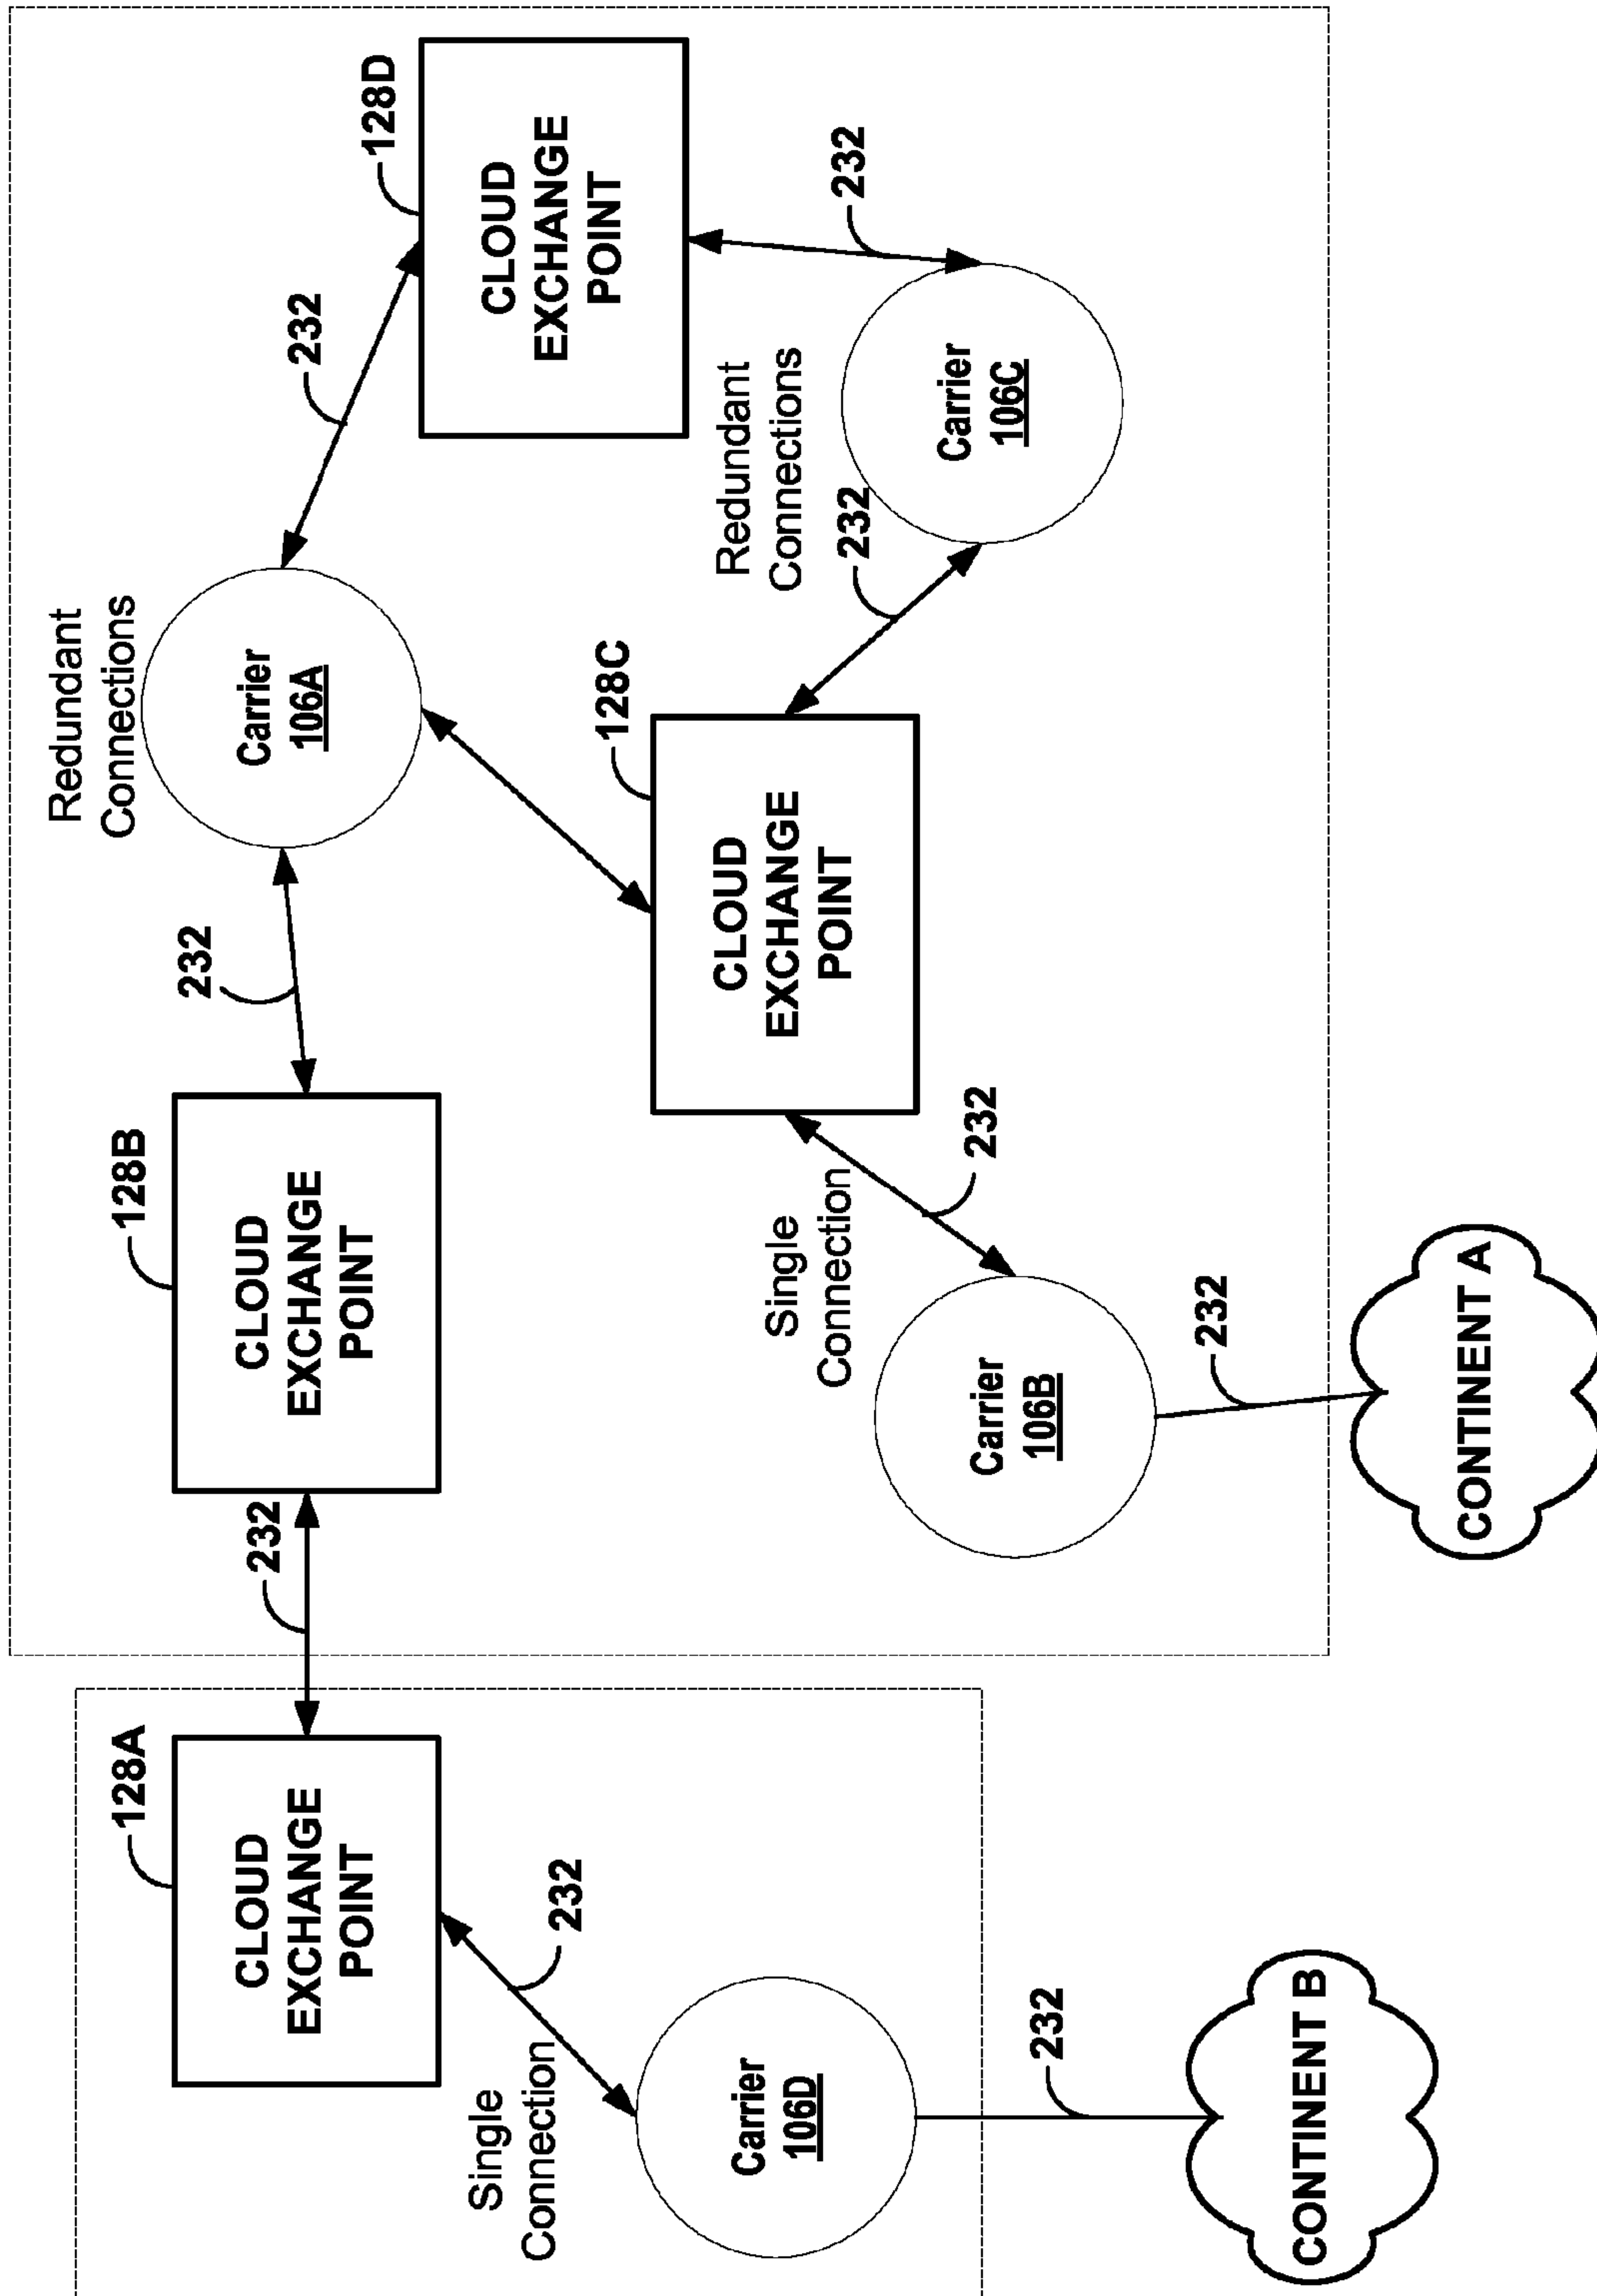 128A
CLOUD
EXCHANGE
POINT
232
128B
CLOUD
EXCHANGE
POINT
232
Redundant
Connections
Carrier
106A
232
128D
CLOUD
EXCHANGE
POINT
Single
Connection
232
Carrier
106D
232
CONTINENT B
Single
Connection
232
Carrier
106B
232
CONTINENT A
128C
CLOUD
EXCHANGE
POINT
Redundant
Connections
232
Carrier
106C
232